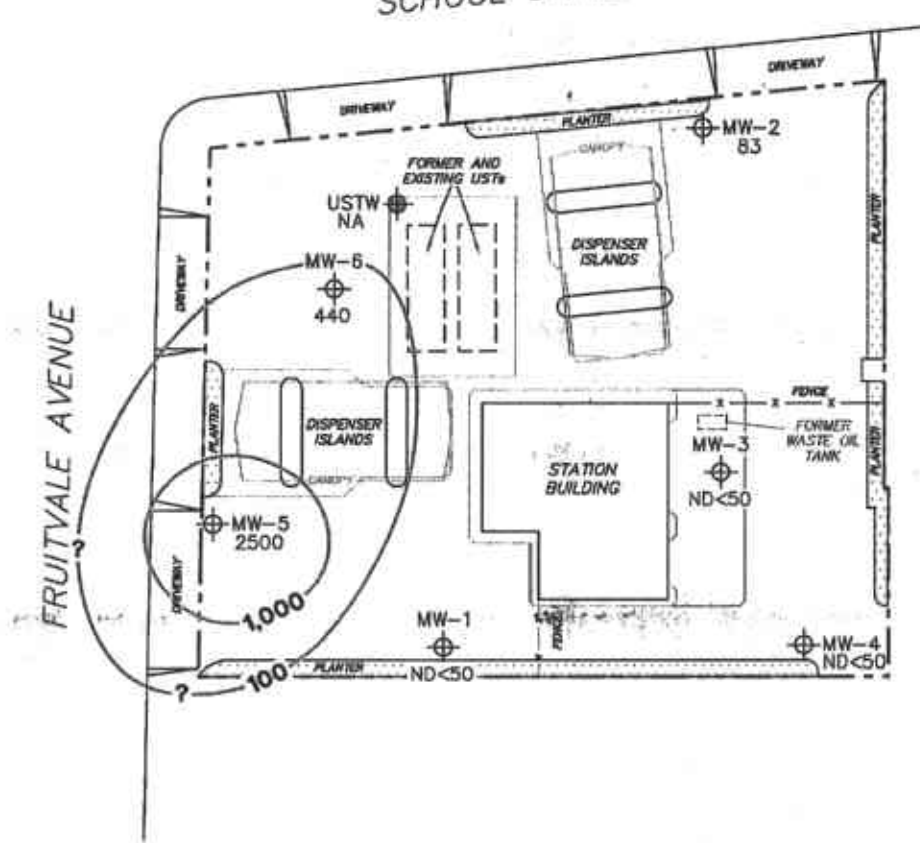 SCHOOL
DRIVEWAY
DRIVEWAY
PLANTER
MW-2
83
CANOPY
FORMER AND
EXISTING USTs
USTW
NA
DISPENSER
ISLANDS
PLANTER
DRIVEWAY
MW-6
440
FRUITVALE AVENUE
PLANTER
DISPENSER
ISLANDS
CANOPY
FENCE
x x x
FORMER
WASTE OIL
TANK
PLANTER
MW-3
ND<50
STATION
BUILDING
MW-5
2500
?
DRIVEWAY
1,000
MW-1
ND<50
FENCE
MW-4
ND<50
PLANTER
100
?